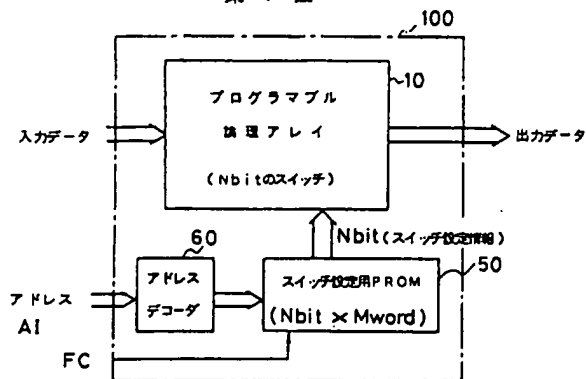 100
10
プログラマブル
論理アレイ
(Nbitのスイッチ)
入力データ
出力データ
Nbit(スイッチ設定情報)
60
50
アドレス
デコーダ
スイッチ設定用PROM
(Nbit×Mword)
アドレス
AI
FC